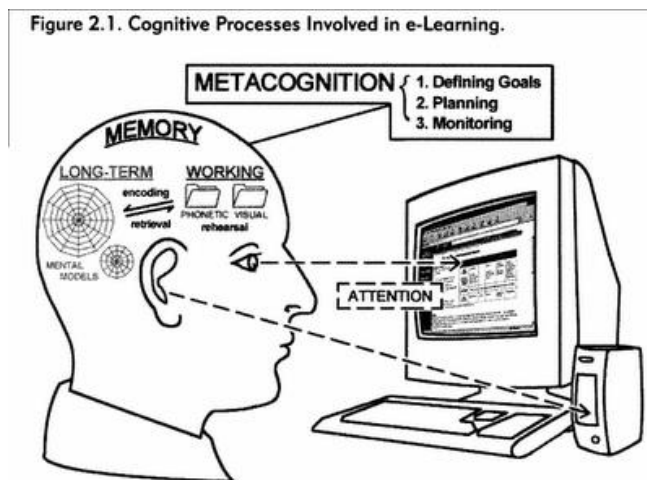 Figure 2.1. Cognitive Processes Involved in e-Learning.
METACOGNITION { 1. Defining Goals
2. Planning
3. Monitoring
MEMORY
LONG-TERM
WORKING
encoding
retrieval
PHONETIC VISUAL
rehearsal
MENTAL
MODELS
ATTENTION